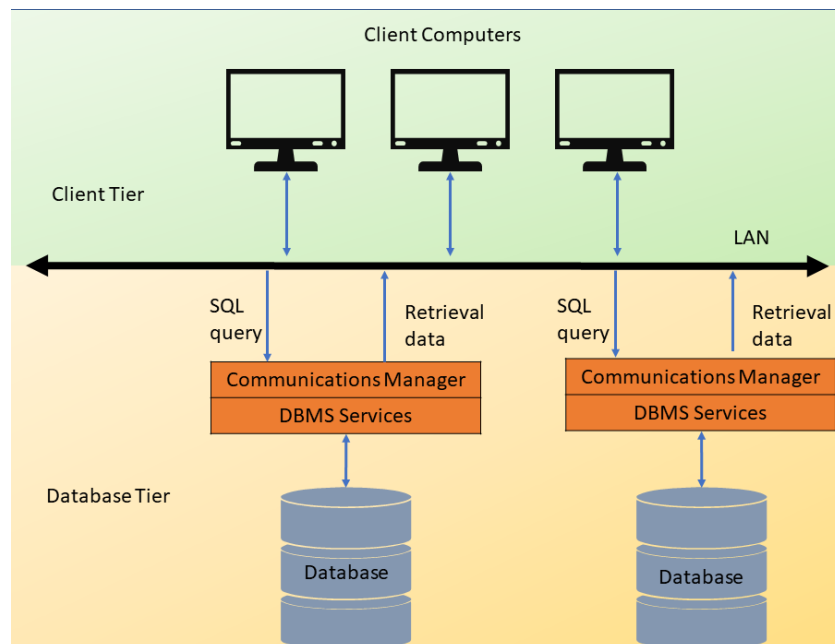 Client Computers
Client Tier
LAN
SQL
query
Retrieval
data
SQL
query
Retrieval
data
Communications Manager
DBMS Services
Communications Manager
DBMS Services
Database Tier
Database
Database